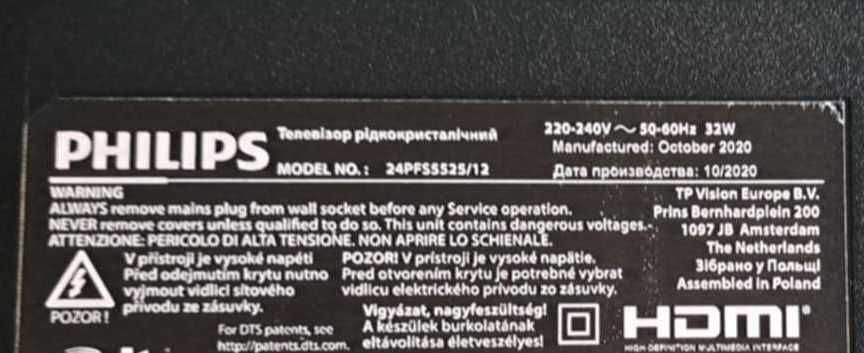 PHILIPS
Телевізор рідкокристалічний
MODEL NO.: 24PFS5525/12
220-240V ~ 50-60Hz 32W
Manufactured: October 2020
Дата производства: 10/2020
WARNING
ALWAYS remove mains plug from wall socket before any Service operation.
NEVER remove covers unless qualified to do so. This unit contains dangerous voltages.
ATTENZIONE: PERICOLO DI ALTA TENSIONE. NON APRIRE LO SCHIENALE.
TP Vision Europe B.V.
Prins Bernhardplein 200
1097 JB Amsterdam
The Netherlands
Зібрано у Польщі
Assembled in Poland
POZOR!
V přístroji je vysoké napětí
Před odejmutím krytu nutno
vyjmout vidlici síťového
přívodu ze zásuvky.
POZOR! V prístroji je vysoké napätie.
Pred otvorením krytu je potrebné vybrat
vidlicu elektrického prívodu zo zásuvky.
For DTS patents, see
http://patents.dts.com.
Vigyázat, nagyfeszültség!
A készülek burkolatának
eltávolítása életveszélyes!
HDMI
HIGH-DEFINITION MULTIMEDIA INTERFACE